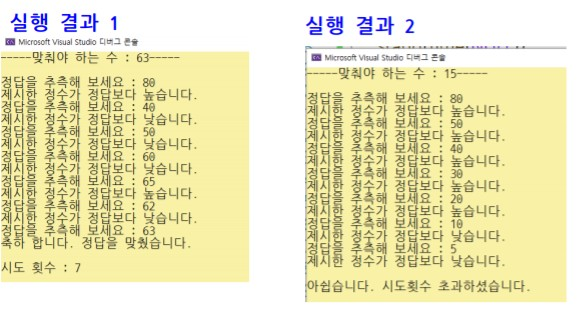 실행 결과 1
Microsoft Visual Studio 디버그 콘솔
-----맞춰야 하는 수 : 63-----
정답을 추측해 보세요 : 80
제시한 정수가 정답보다 높습니다.
정답을 추측해 보세요 : 40
제시한 정수가 정답보다 낮습니다.
정답을 추측해 보세요 : 50
제시한 정수가 정답보다 낮습니다.
정답을 추측해 보세요 : 60
제시한 정수가 정답보다 낮습니다.
정답을 추측해 보세요 : 65
제시한 정수가 정답보다 높습니다.
정답을 추측해 보세요 : 62
제시한 정수가 정답보다 낮습니다.
정답을 추측해 보세요 : 63
축하 합니다. 정답을 맞췄습니다.
시도 횟수 : 7
실행 결과 2
Microsoft Visual Studio 디버그 콘솔
-----맞춰야 하는 수 : 15-----
정답을 추측해 보세요 : 80
제시한 정수가 정답보다 높습니다.
정답을 추측해 보세요 : 50
제시한 정수가 정답보다 높습니다.
정답을 추측해 보세요 : 40
제시한 정수가 정답보다 높습니다.
정답을 추측해 보세요 : 30
제시한 정수가 정답보다 높습니다.
정답을 추측해 보세요 : 20
제시한 정수가 정답보다 높습니다.
정답을 추측해 보세요 : 10
제시한 정수가 정답보다 낮습니다.
정답을 추측해 보세요 : 5
제시한 정수가 정답보다 낮습니다.
아쉽습니다. 시도횟수 초과하셨습니다.